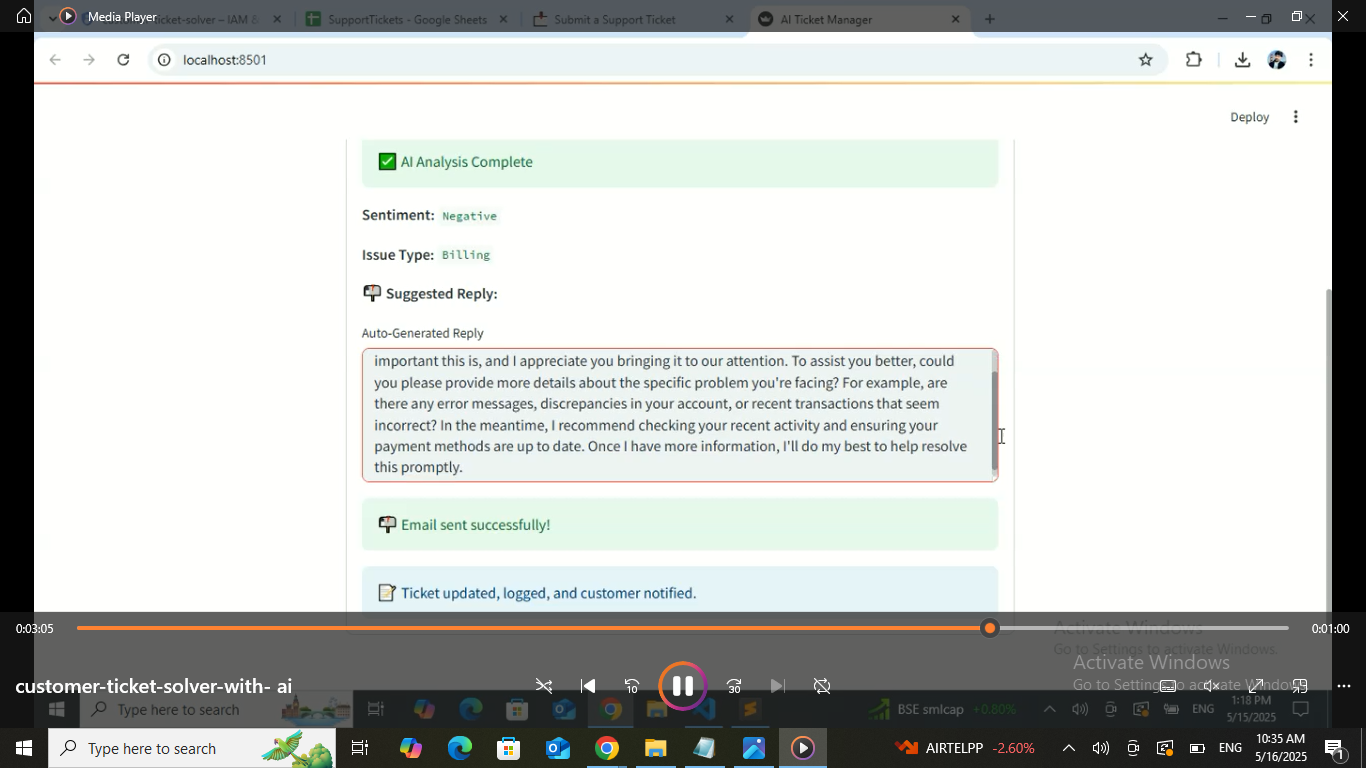 Media Player
icket-solver – IAM &
SupportTickets - Google Sheets
Submit a Support Ticket
AI Ticket Manager
localhost:8501
Deploy
AI Analysis Complete
Sentiment: Negative
Issue Type: Billing
Suggested Reply:
Auto-Generated Reply
important this is, and I appreciate you bringing it to our attention. To assist you better, could
you please provide more details about the specific problem you're facing? For example, are
there any error messages, discrepancies in your account, or recent transactions that seem
incorrect? In the meantime, I recommend checking your recent activity and ensuring your
payment methods are up to date. Once I have more information, I'll do my best to help resolve
this promptly.
Email sent successfully!
Ticket updated, logged, and customer notified.
0:03:05
0:01:00
Activate Windows
Go to Settings to activate Windows.
Activate Windows
Go to Settings to activate Windows.
customer-ticket-solver-with- ai
10
30
Type here to search
BSE smlcap +0.80%
ENG
1:18 PM
5/15/2025
Type here to search
AIRTELPP -2.60%
ENG
10:35 AM
5/16/2025
1